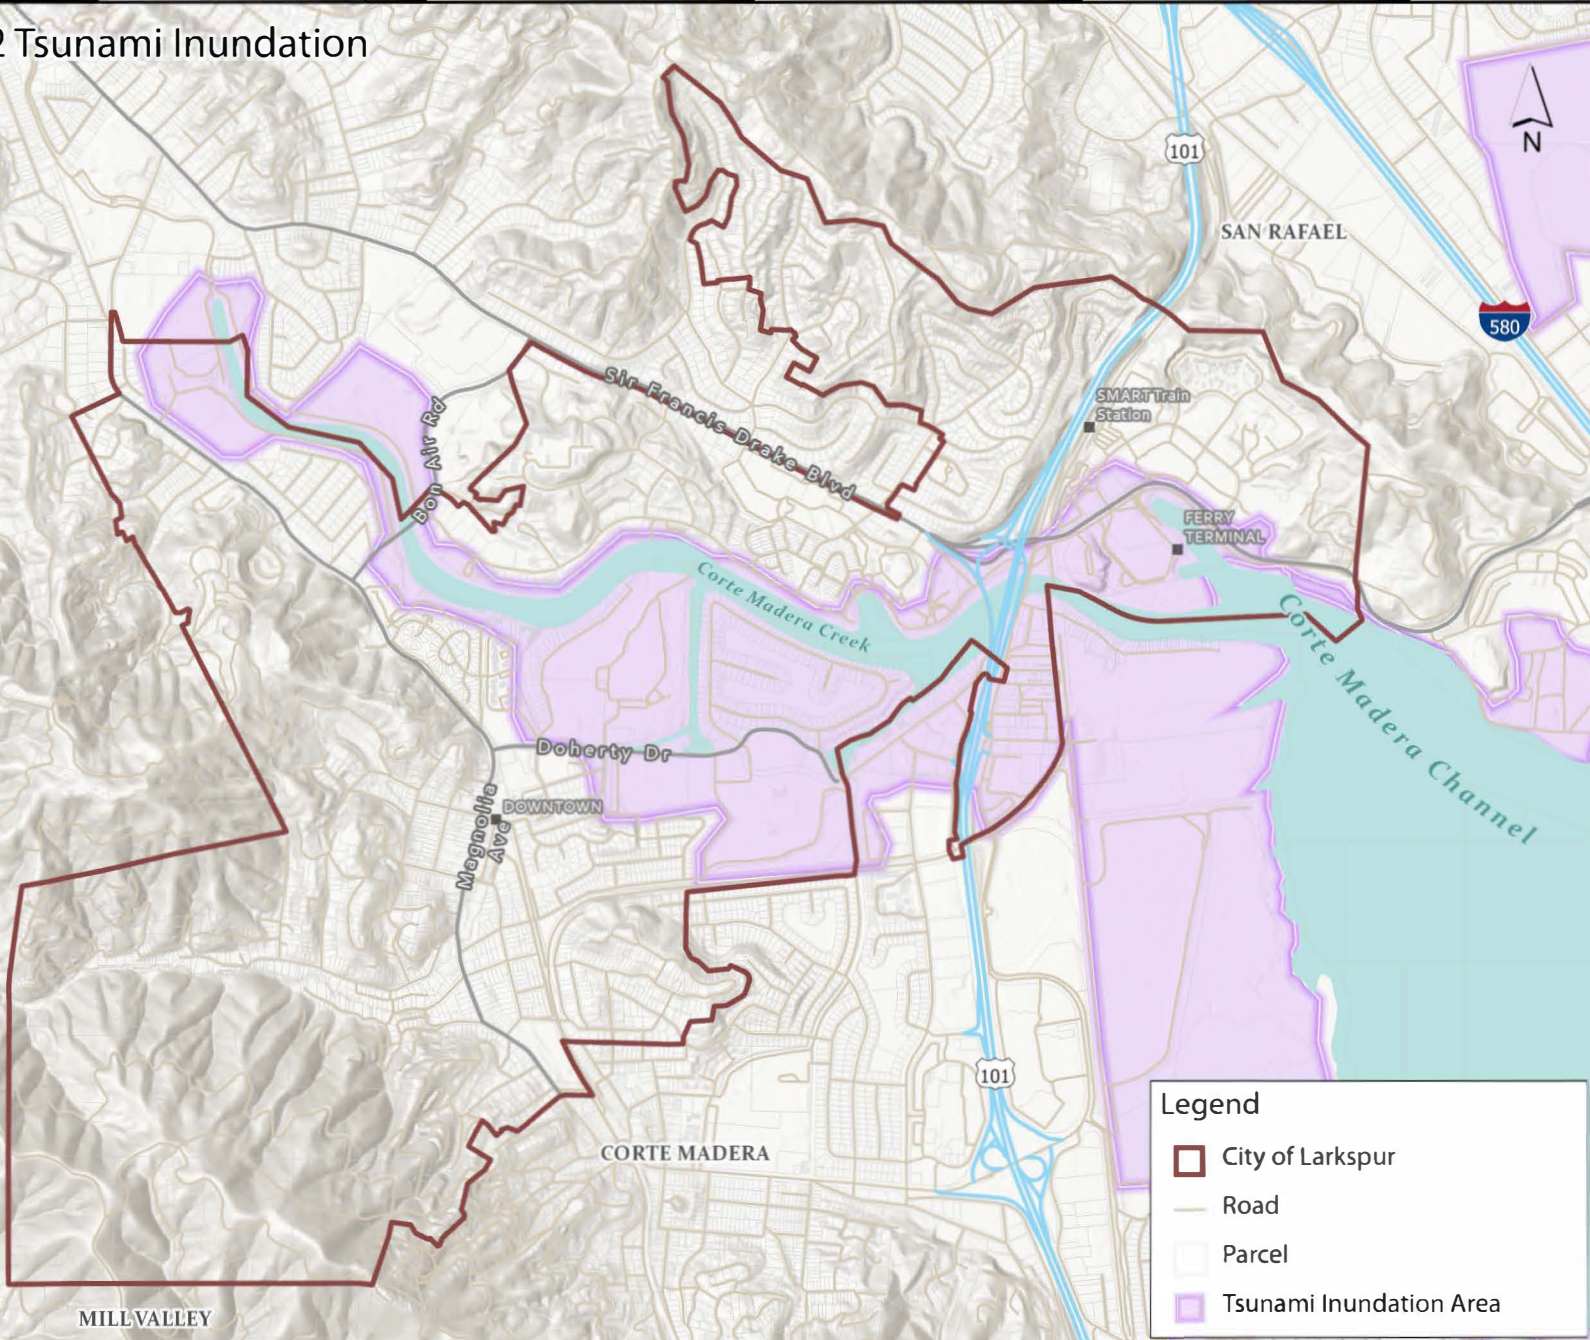 2 Tsunami Inundation
N
101
SAN RAFAEL
580
SMART Train
Station
Sir Francis Drake Blvd
Bon Air Rd
FERRY
TERMINAL
Corte Madera Creek
Corte Madera Channel
Doherty Dr
DOWNTOWN
Magnolia
Ave
101
CORTE MADERA
MILL VALLEY
Legend
City of Larkspur
Road
Parcel
Tsunami Inundation Area